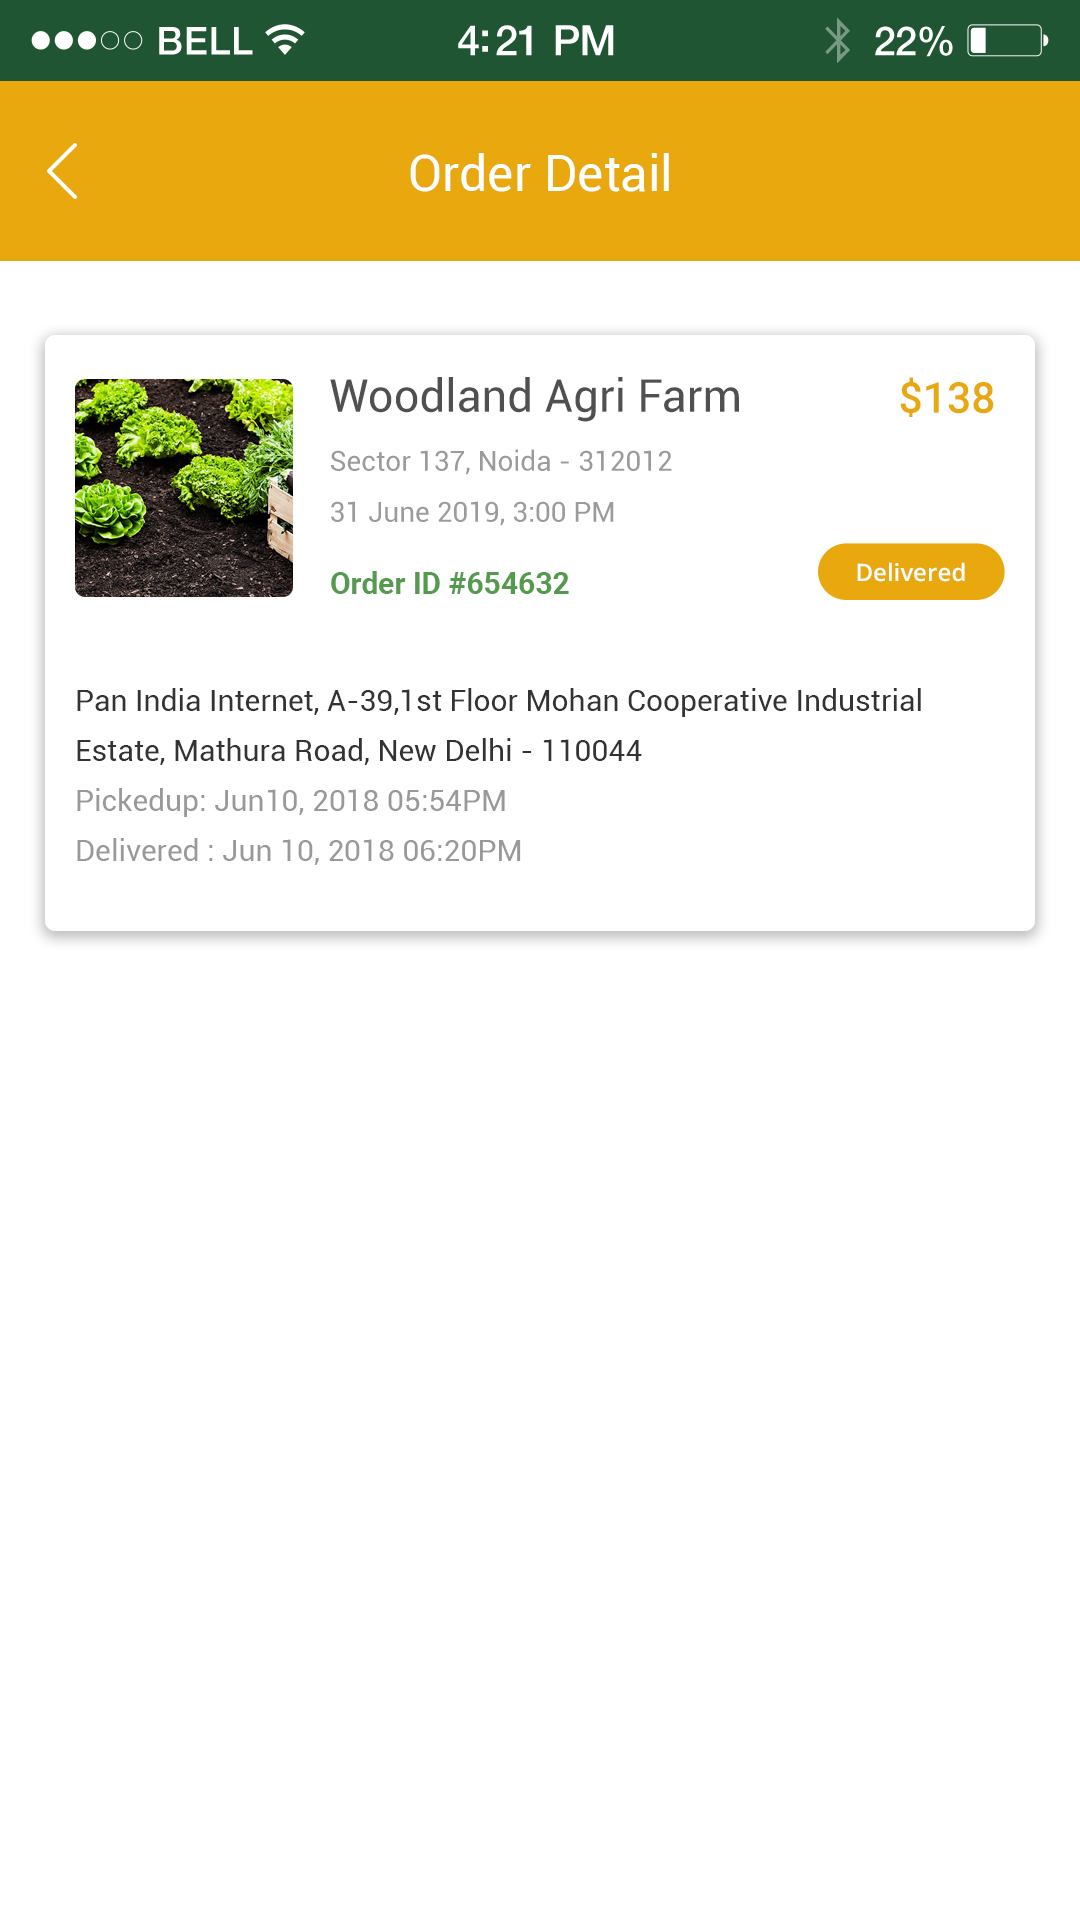 BELL 4:21 PM 22%
Order Detail
Woodland Agri Farm $138
Sector 137, Noida - 312012
31 June 2019, 3:00 PM
Order ID #654632 Delivered
Pan India Internet, A-39,1st Floor Mohan Cooperative Industrial
Estate, Mathura Road, New Delhi - 110044
Pickedup: Jun10, 2018 05:54PM
Delivered : Jun 10, 2018 06:20PM